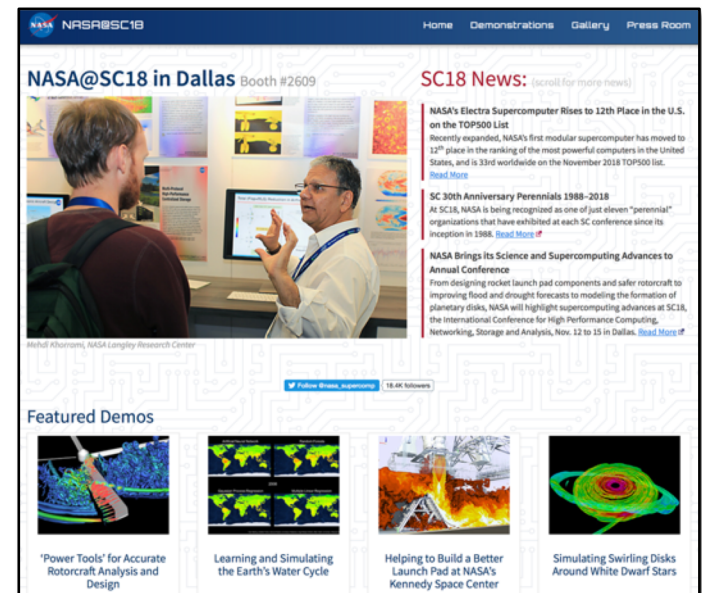 NASA
NASA@SC18
Home Demonstrations Gallery Press Room
NASA@SC18 in Dallas Booth #2609
SC18 News: (scroll for more news)
NASA's Electra Supercomputer Rises to 12th Place in the U.S.
on the TOP500 List
Recently expanded, NASA's first modular supercomputer has moved to
12th place in the ranking of the most powerful computers in the United
States, and is 33rd worldwide on the November 2018 TOP500 list.
Read More
SC 30th Anniversary Perennials 1988–2018
At SC18, NASA is being recognized as one of just eleven "perennial"
organizations that have exhibited at each SC conference since its
inception in 1988. Read More
NASA Brings its Science and Supercomputing Advances to
Annual Conference
From designing rocket launch pad components and safer rotorcraft to
improving flood and drought forecasts to modeling the formation of
planetary disks, NASA will highlight supercomputing advances at SC18,
the International Conference for High Performance Computing,
Networking, Storage and Analysis, Nov. 12 to 15 in Dallas. Read More
Mehdi Khorrami, NASA Langley Research Center
Follow @nasa_supercomp 18.4K followers
Featured Demos
'Power Tools' for Accurate
Rotorcraft Analysis and
Design
Learning and Simulating
the Earth's Water Cycle
Helping to Build a Better
Launch Pad at NASA's
Kennedy Space Center
Simulating Swirling Disks
Around White Dwarf Stars